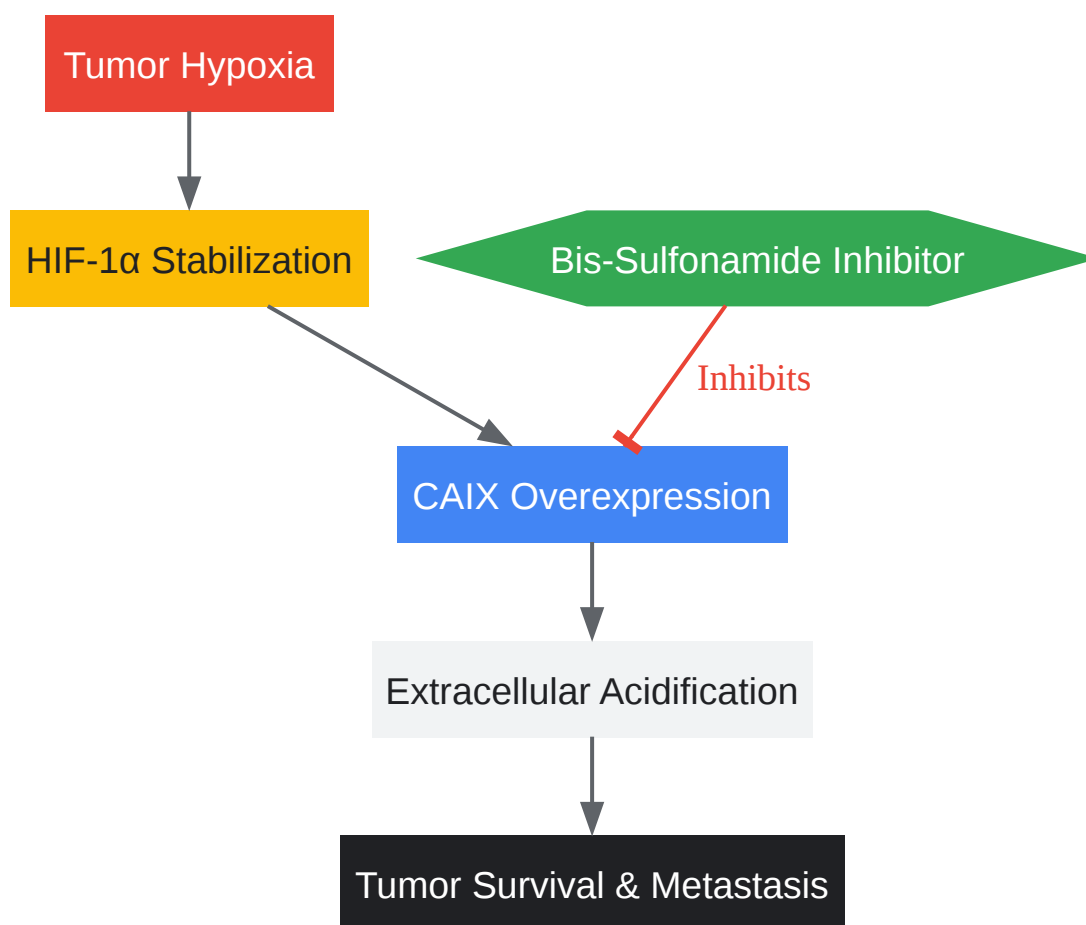 Tumor Hypoxia
HIF-1α Stabilization
Bis-Sulfonamide Inhibitor
Inhibits
CAIX Overexpression
Extracellular Acidification
Tumor Survival & Metastasis